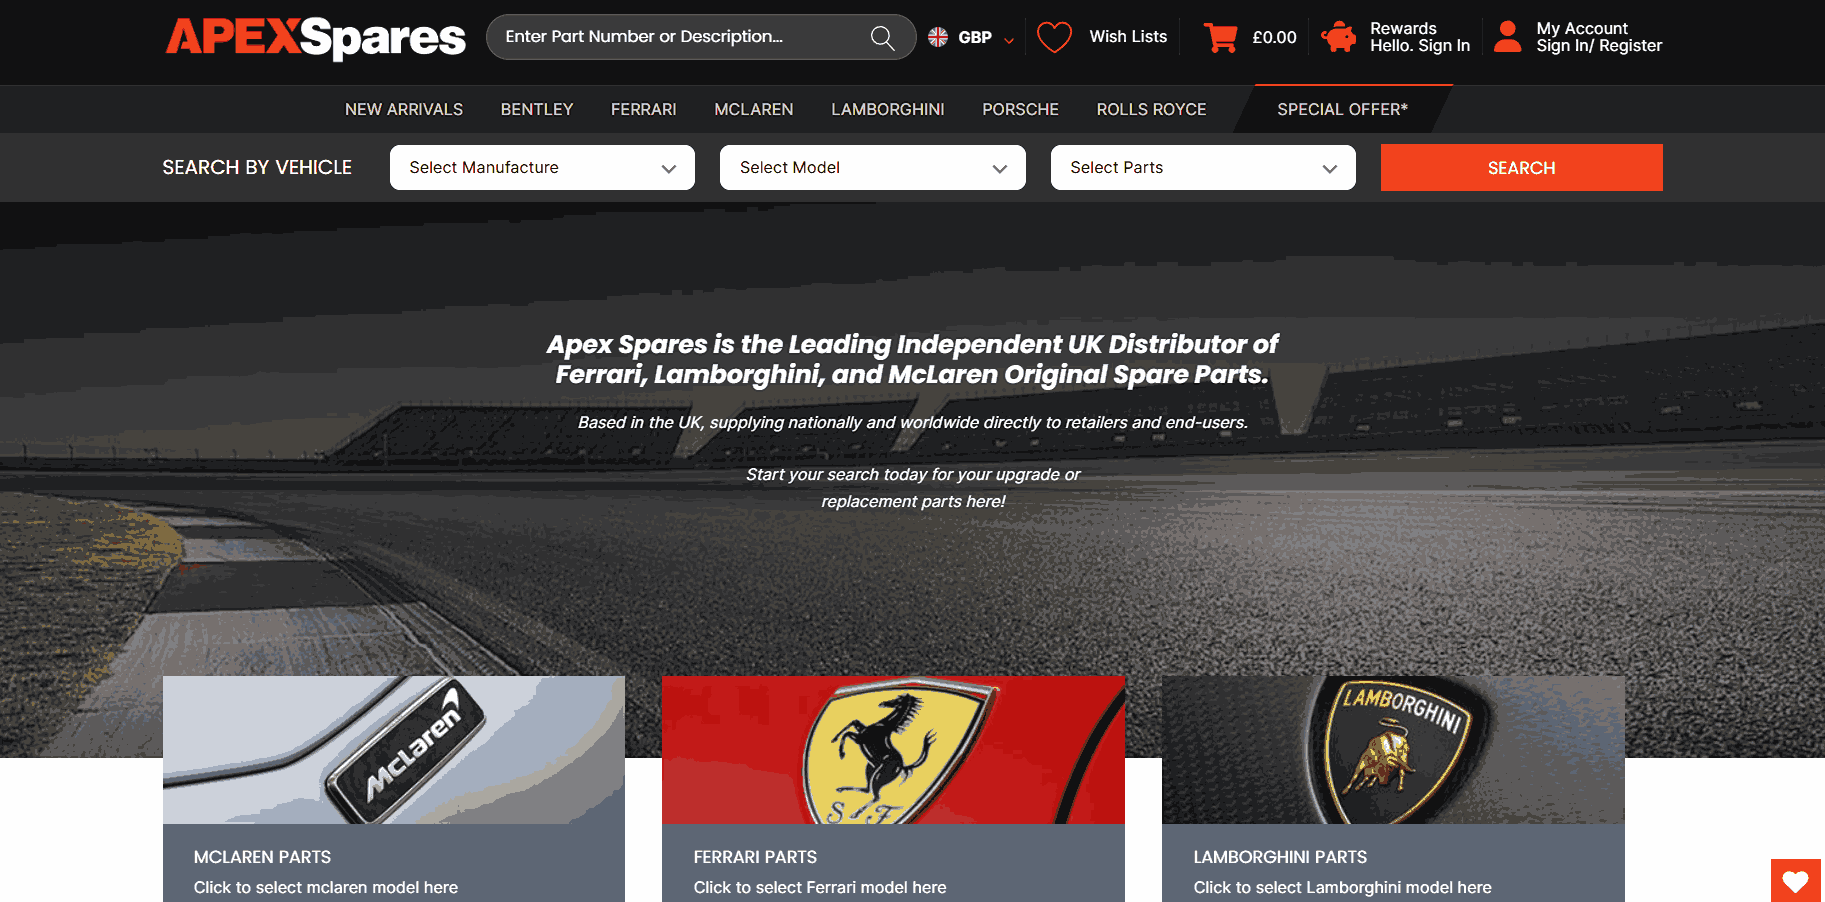 APEXSpares
Enter Part Number or Description...
GBP
Wish Lists
£0.00
Rewards
Hello. Sign In
My Account
Sign In/ Register
NEW ARRIVALS
BENTLEY
FERRARI
MCLAREN
LAMBORGHINI
PORSCHE
ROLLS ROYCE
SPECIAL OFFER*
SEARCH BY VEHICLE
Select Manufacture
Select Model
Select Parts
SEARCH
Apex Spares is the Leading Independent UK Distributor of
Ferrari, Lamborghini, and McLaren Original Spare Parts.
Based in the UK, supplying nationally and worldwide directly to retailers and end-users.
Start your search today for your upgrade or
replacement parts here!
McLaren
S F
LAMBORGHINI
MCLAREN PARTS
Click to select mclaren model here
FERRARI PARTS
Click to select Ferrari model here
LAMBORGHINI PARTS
Click to select Lamborghini model here